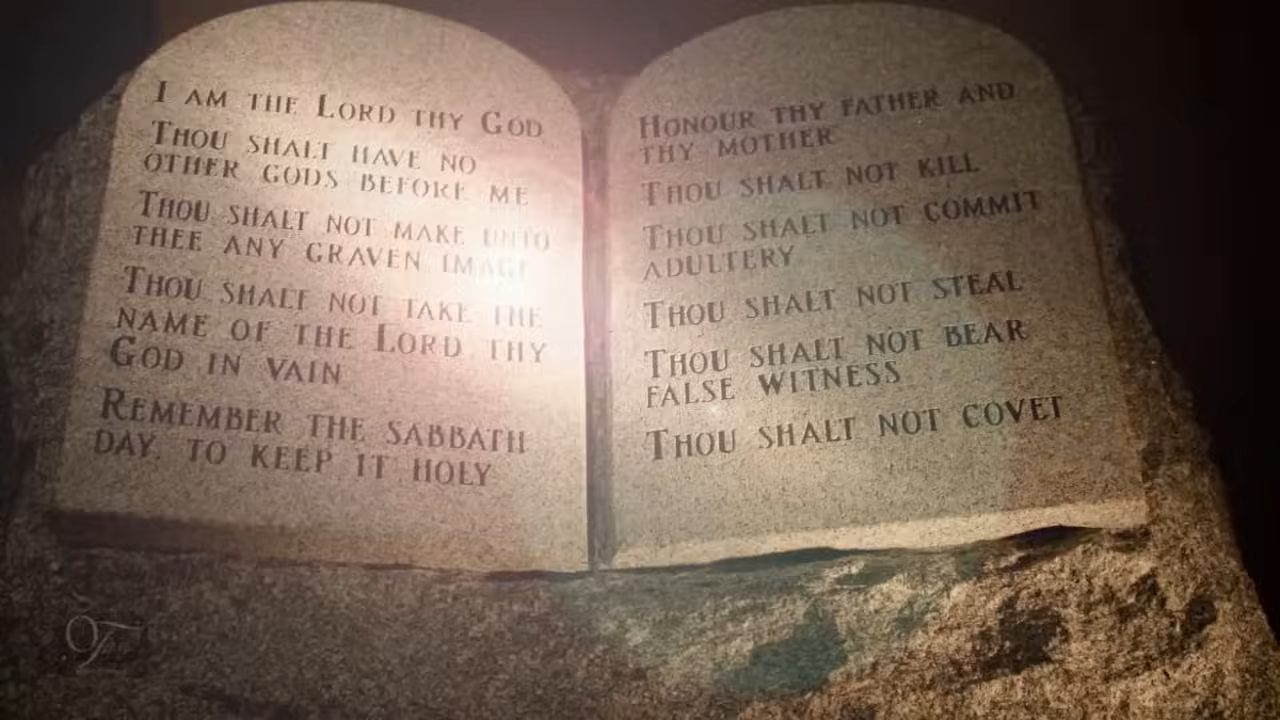 I AM THE LORD THY GOD
THOU SHALT HAVE NO
OTHER GODS BEFORE ME
THOU SHALT NOT MAKE UNTO
THEE ANY GRAVEN IMAGE
THOU SHALT NOT TAKE THE
NAME OF THE LORD THY
GOD IN VAIN
REMEMBER THE SABBATH
DAY, TO KEEP IT HOLY
HONOUR THY FATHER AND
THY MOTHER
THOU SHALT NOT KILL
THOU SHALT NOT COMMIT
ADULTERY
THOU SHALT NOT STEAL
THOU SHALT NOT BEAR
FALSE WITNESS
THOU SHALT NOT COVET